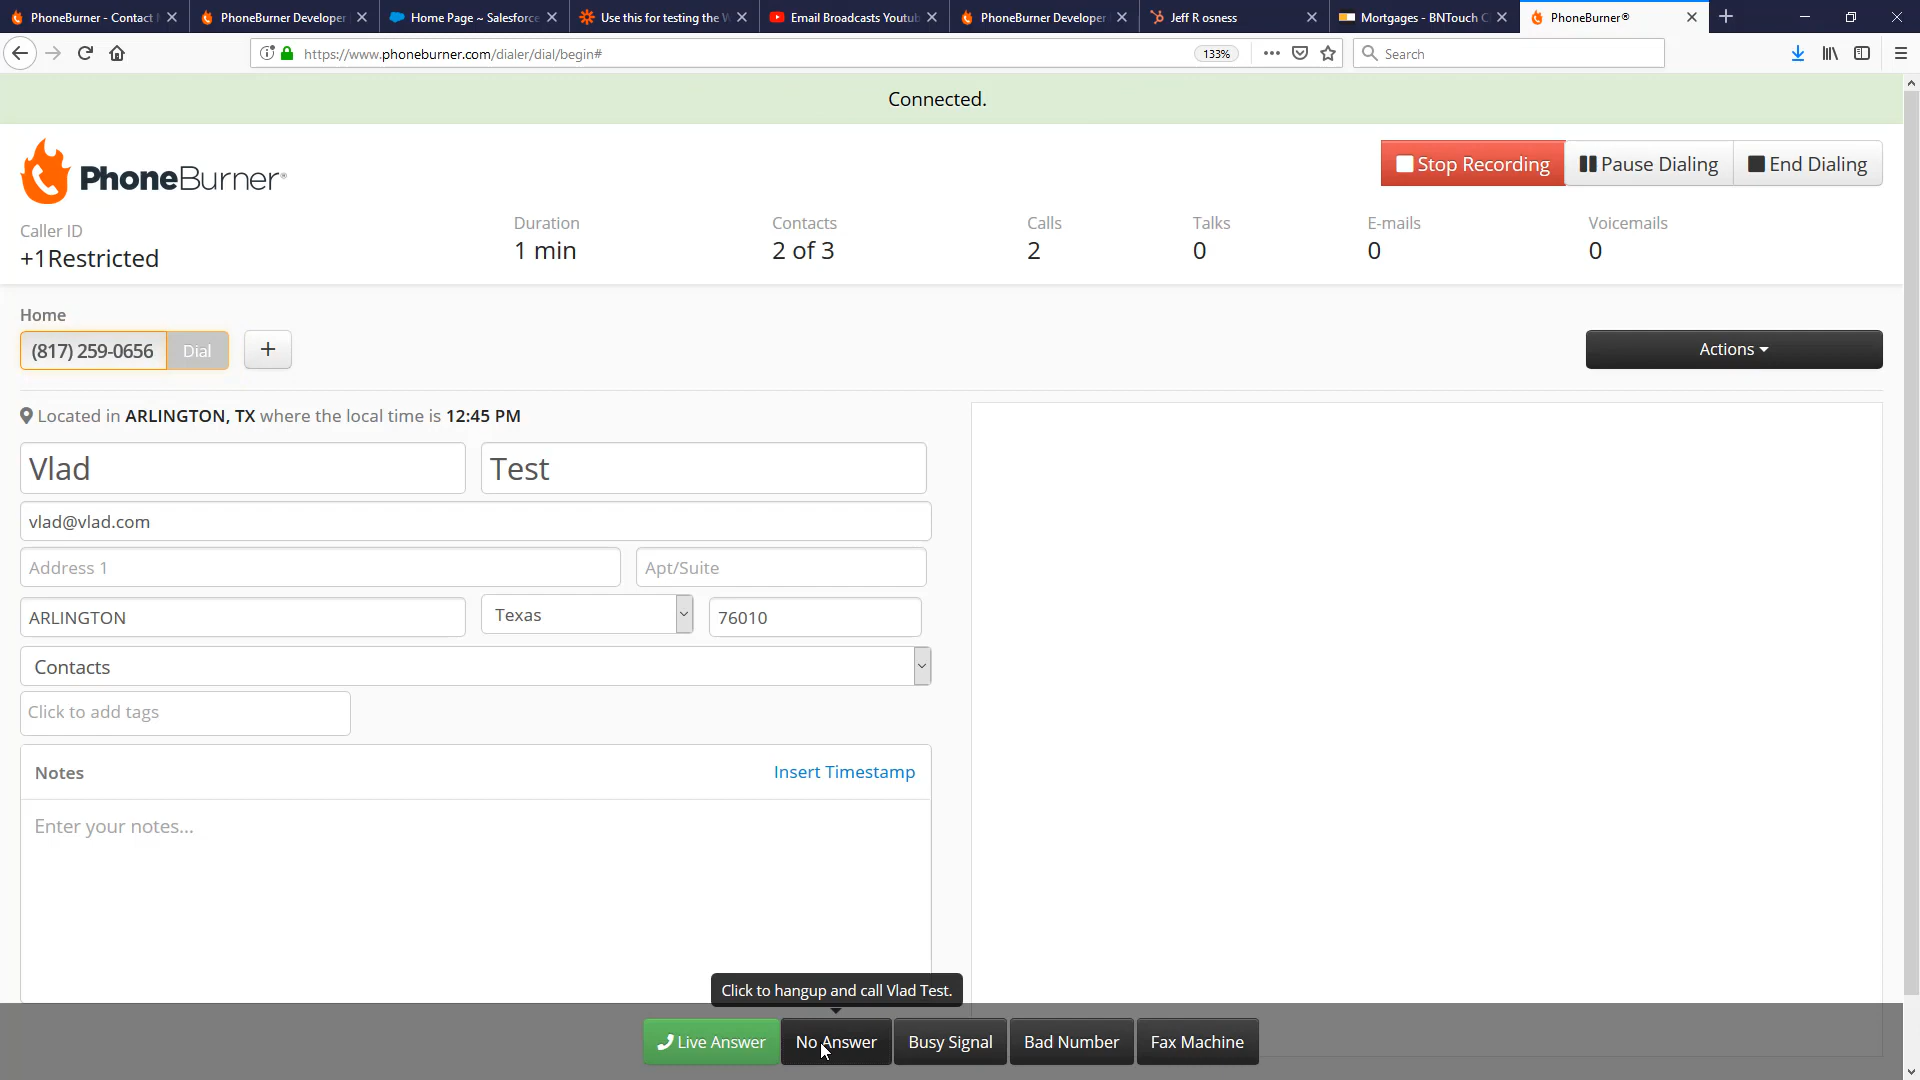 PhoneBurner - Contact
PhoneBurner Developer
Home Page ~ Salesforce
Use this for testing the W
Email Broadcasts Youtub
PhoneBurner Developer
Jeff R osness
Mortgages - BNTouch C
PhoneBurner®
https://www.phoneburner.com/dialer/dial/begin#
133%
Search
Connected.
PhoneBurner®
Stop Recording
Pause Dialing
End Dialing
Caller ID
+1Restricted
Duration
1 min
Contacts
2 of 3
Calls
2
Talks
0
E-mails
0
Voicemails
0
Home
(817) 259-0656
Dial
+
Actions
Located in ARLINGTON, TX where the local time is 12:45 PM
Vlad
Test
vlad@vlad.com
Address 1
Apt/Suite
ARLINGTON
Texas
76010
Contacts
Click to add tags
Notes
Insert Timestamp
Enter your notes...
Click to hangup and call Vlad Test.
Live Answer
No Answer
Busy Signal
Bad Number
Fax Machine